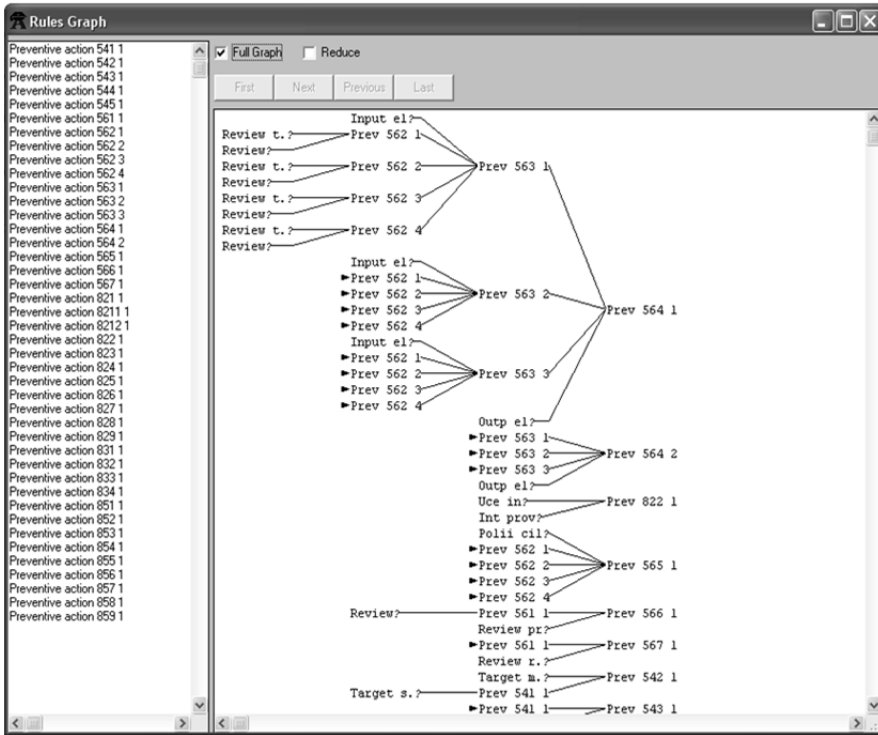 Rules Graph
Preventive action 541 1
Preventive action 542 1
Preventive action 543 1
Preventive action 544 1
Preventive action 545 1
Preventive action 561 1
Preventive action 562 1
Preventive action 562 2
Preventive action 562 3
Preventive action 562 4
Preventive action 563 1
Preventive action 563 2
Preventive action 563 3
Preventive action 564 1
Preventive action 564 2
Preventive action 565 1
Preventive action 566 1
Preventive action 567 1
Preventive action 821 1
Preventive action 8211 1
Preventive action 8212 1
Preventive action 822 1
Preventive action 823 1
Preventive action 824 1
Preventive action 825 1
Preventive action 826 1
Preventive action 827 1
Preventive action 828 1
Preventive action 829 1
Preventive action 831 1
Preventive action 832 1
Preventive action 833 1
Preventive action 834 1
Preventive action 851 1
Preventive action 852 1
Preventive action 853 1
Preventive action 854 1
Preventive action 855 1
Preventive action 856 1
Preventive action 857 1
Preventive action 858 1
Preventive action 859 1
Full Graph Reduce
First Next Previous Last
Input el?
Review t.? Prev 562 1
Review?
Review t.? Prev 562 2 Prev 563 1
Review?
Review t.? Prev 562 3
Review?
Review t.? Prev 562 4
Review?
Input el?
Prev 562 1
Prev 562 2 Prev 563 2
Prev 562 3 Prev 564 1
Prev 562 4
Input el?
Prev 562 1
Prev 562 2 Prev 563 3
Prev 562 3
Prev 562 4
Outp el?
Prev 563 1
Prev 563 2 Prev 564 2
Prev 563 3
Outp el?
Uce in? Prev 822 1
Int prov?
Polii cil?
Prev 562 1
Prev 562 2 Prev 565 1
Prev 562 3
Prev 562 4
Review? Prev 561 1 Prev 566 1
Review pr?
Prev 561 1 Prev 567 1
Review r.?
Target m.? Prev 542 1
Target s.? Prev 541 1
Prev 541 1 Prev 543 1